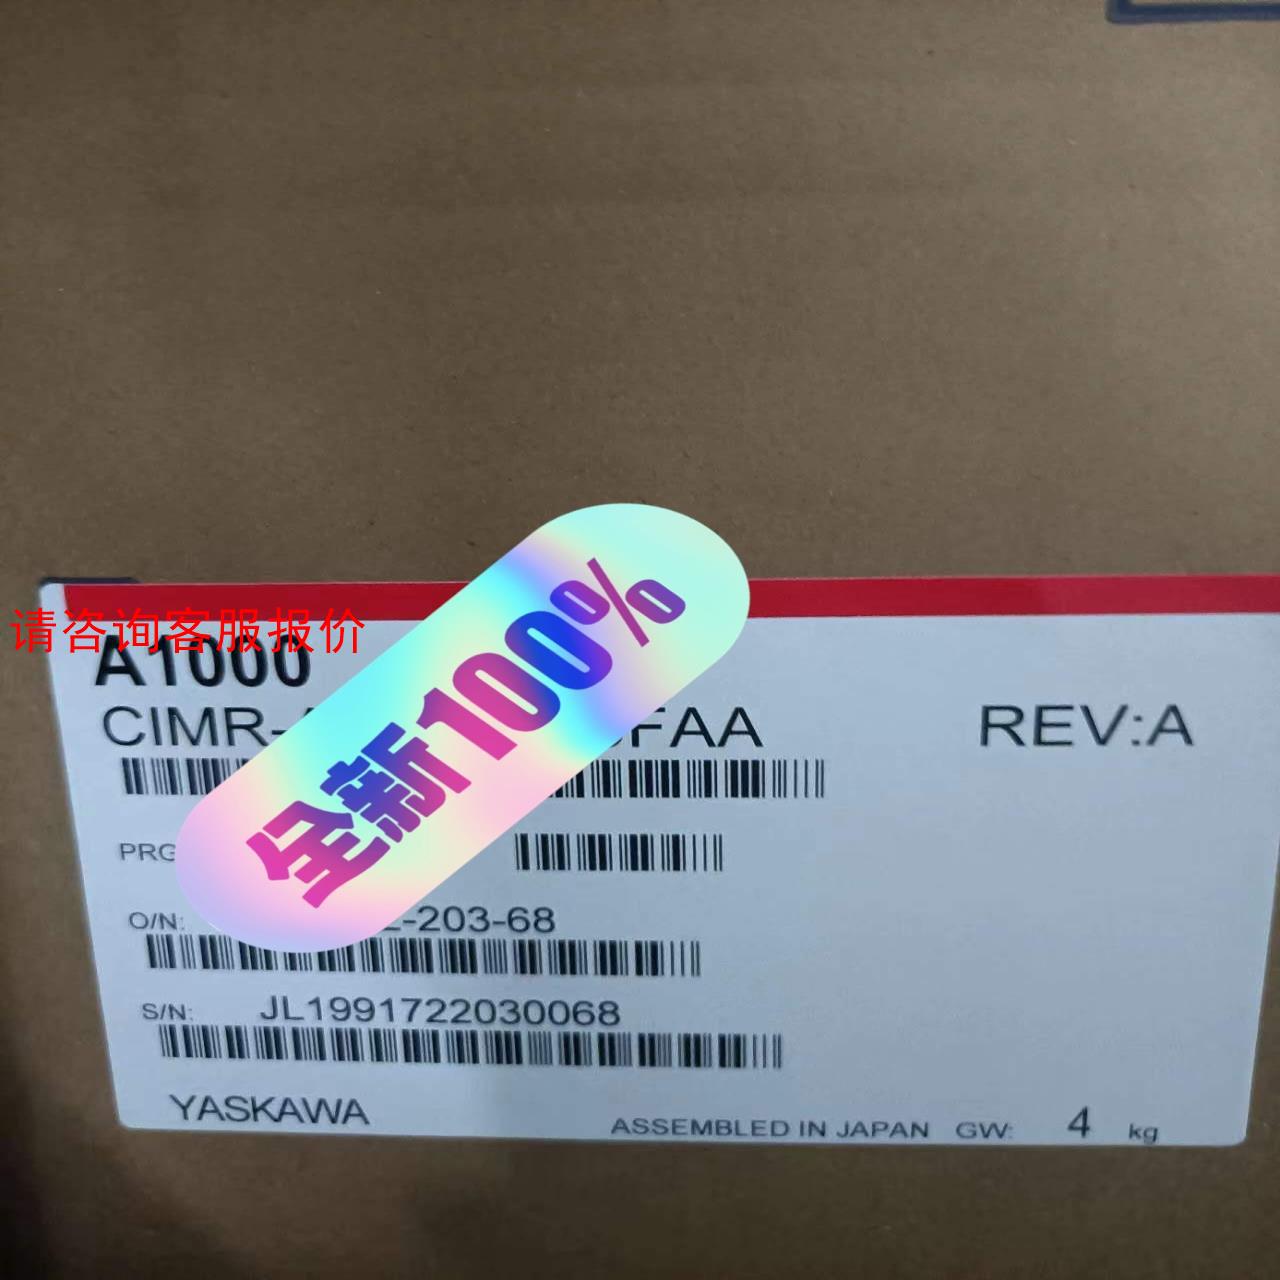 请咨询客服报价
A1000
CIMR- FAA
REV:A
全新100%
PRG
O/N: -203-68
S/N: JL1991722030068
YASKAWA
ASSEMBLED IN JAPAN GW: 4 kg